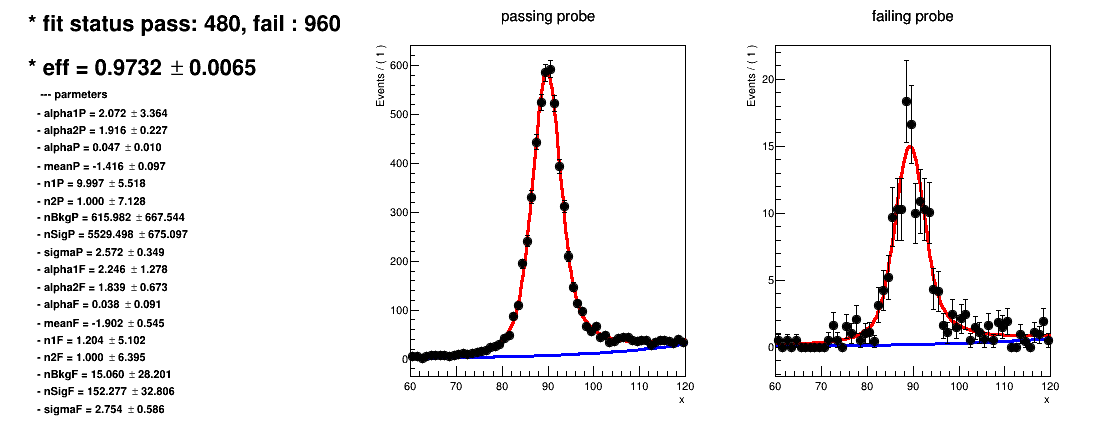 * fit status pass: 480, fail : 960
* eff = 0.9732 ± 0.0065
--- parmeters
- alpha1P = 2.072 ± 3.364
- alpha2P = 1.916 ± 0.227
- alphaP = 0.047 ± 0.010
- meanP = -1.416 ± 0.097
- n1P = 9.997 ± 5.518
- n2P = 1.000 ± 7.128
- nBkgP = 615.982 ± 667.544
- nSigP = 5529.498 ± 675.097
- sigmaP = 2.572 ± 0.349
- alpha1F = 2.246 ± 1.278
- alpha2F = 1.839 ± 0.673
- alphaF = 0.038 ± 0.091
- meanF = -1.902 ± 0.545
- n1F = 1.204 ± 5.102
- n2F = 1.000 ± 6.395
- nBkgF = 15.060 ± 28.201
- nSigF = 152.277 ± 32.806
- sigmaF = 2.754 ± 0.586
passing probe
Events / ( 1 )
600
500
400
300
200
100
0
60 70 80 90 100 110 120
x
failing probe
Events / ( 1 )
20
15
10
5
0
60 70 80 90 100 110 120
x